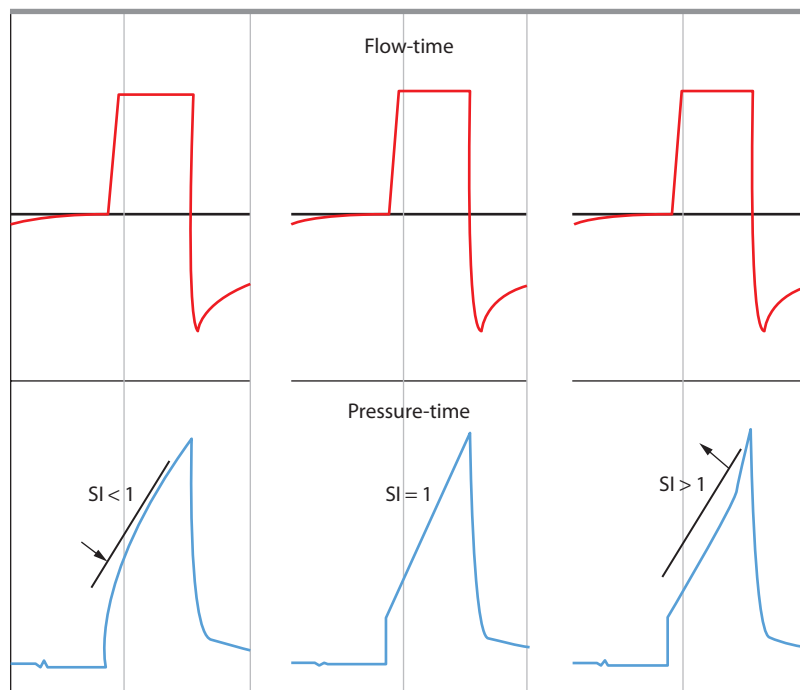 Flow-time
Pressure-time
SI < 1
SI = 1
SI > 1